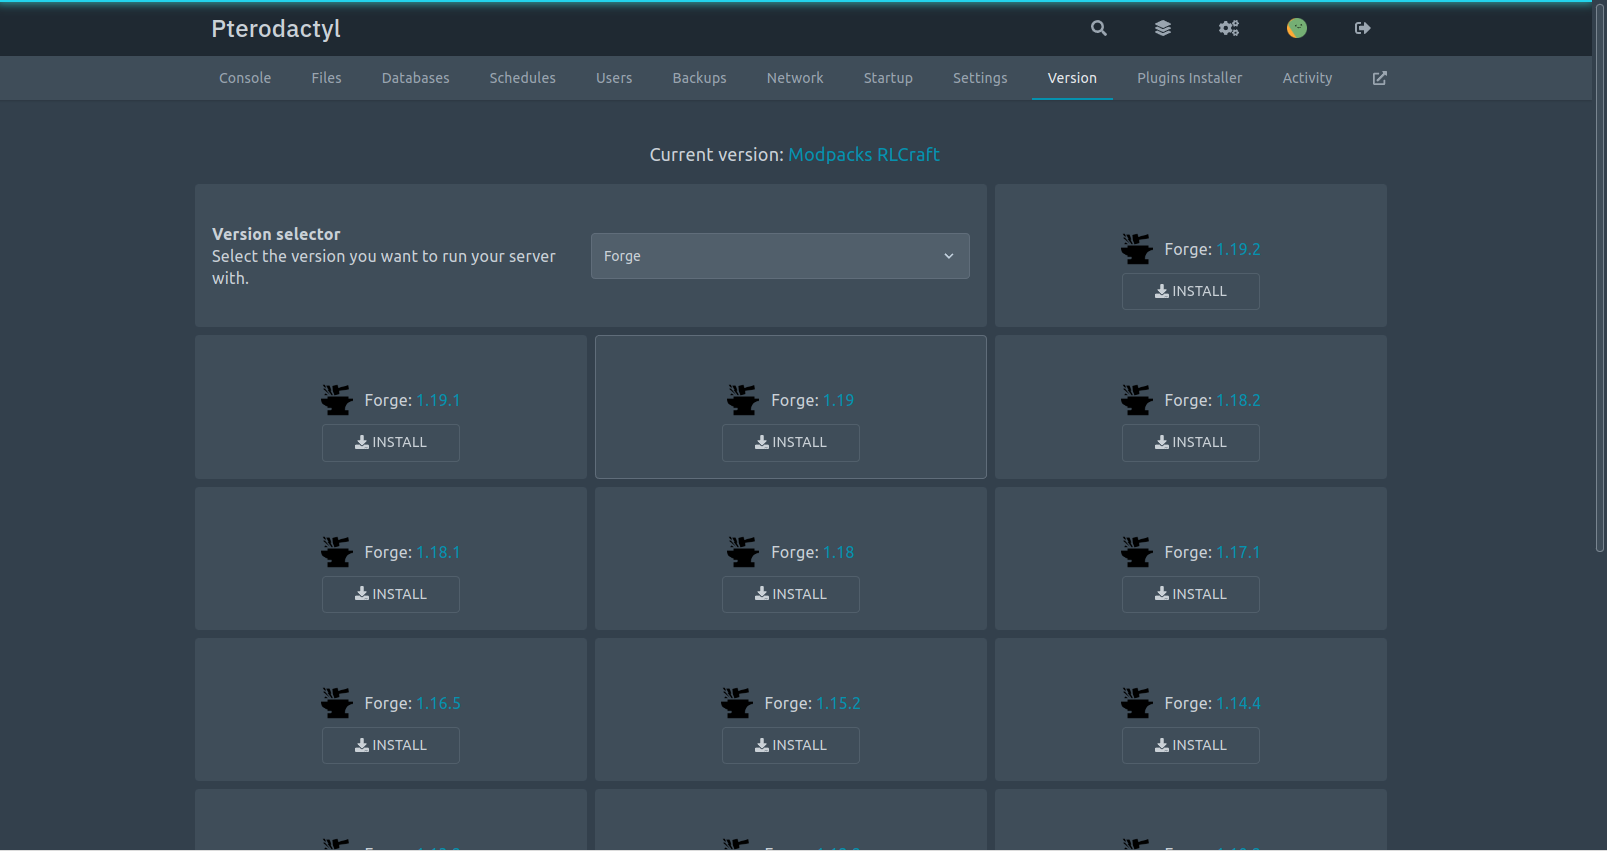 Pterodactyl
Console Files Databases Schedules Users Backups Network Startup Settings Version Plugins Installer Activity
Current version: Modpacks RLCraft
Version selector
Select the version you want to run your server
with.
Forge
Forge: 1.19.2
INSTALL
Forge: 1.19.1
INSTALL
Forge: 1.19
INSTALL
Forge: 1.18.2
INSTALL
Forge: 1.18.1
INSTALL
Forge: 1.18
INSTALL
Forge: 1.17.1
INSTALL
Forge: 1.16.5
INSTALL
Forge: 1.15.2
INSTALL
Forge: 1.14.4
INSTALL